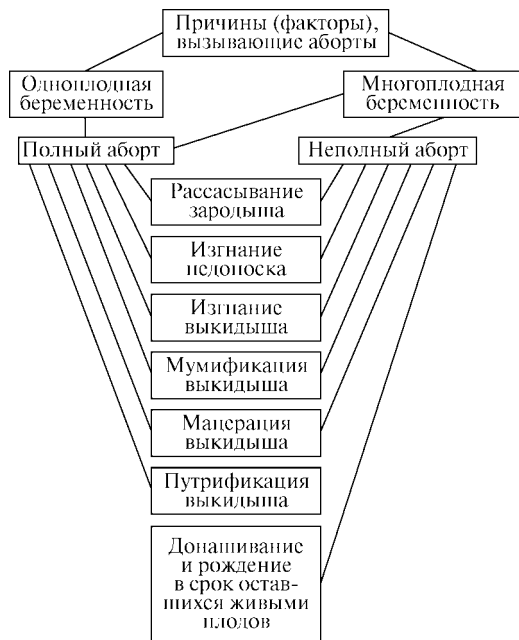 Причины (факторы),
вызывающие аборты
Одноплодная
беременность
Многоплодная
беременность
Полный аборт
Неполный аборт
Рассасывание
зародыша
Изгнание
недоноска
Изгнание
выкидыша
Мумификация
выкидыша
Мацерация
выкидыша
Путрификация
выкидыша
Донашивание
и рождение
в срок остав-
шихся живыми
плодов